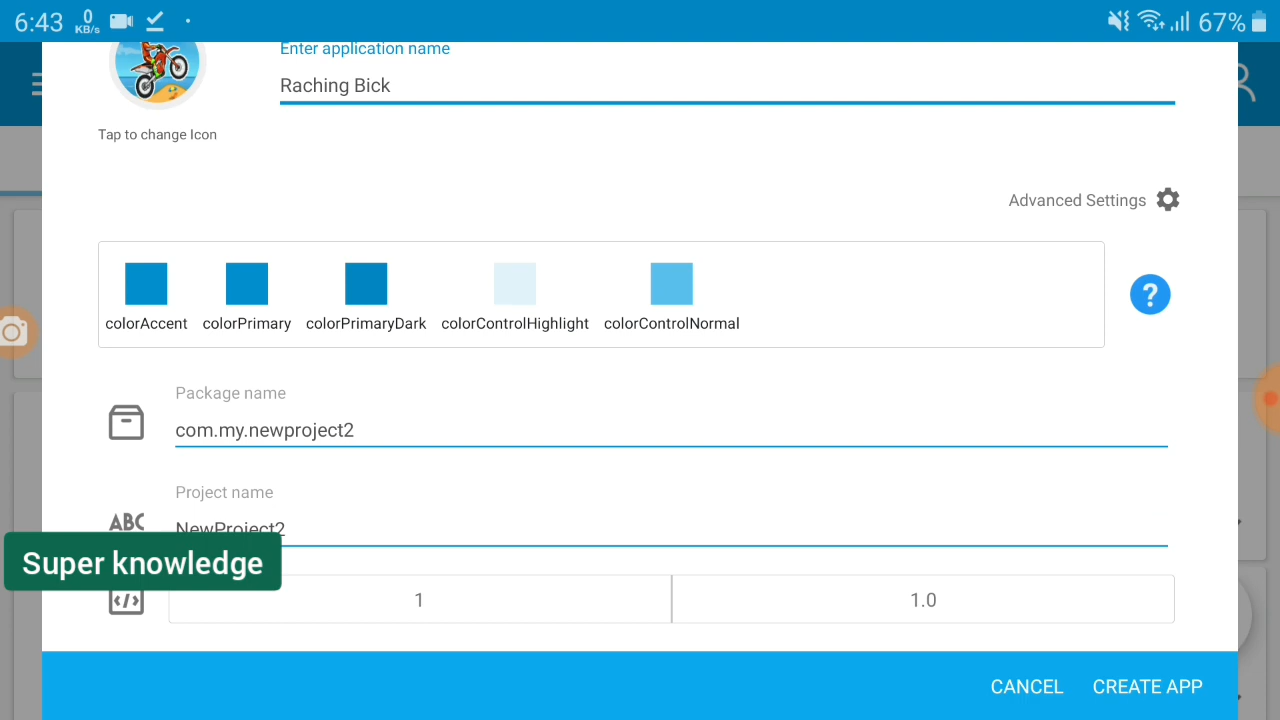 6:43 0 KB/s 67%
Enter application name
Raching Bick
Tap to change Icon
Advanced Settings
?
colorAccent colorPrimary colorPrimaryDark colorControlHighlight colorControlNormal
Package name
com.my.newproject2
Project name
ABC
NewProject2
Super knowledge
</> 1 1.0
CANCEL CREATE APP